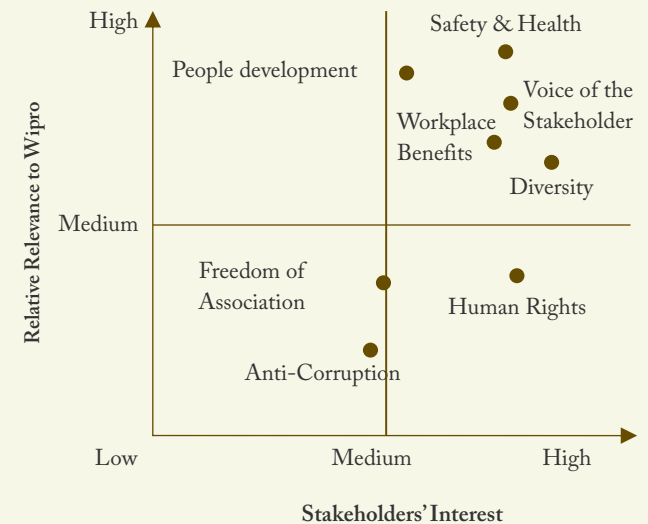 High
Safety & Health
People development
Voice of the
Stakeholder
Workplace
Benefits
Diversity
Relative Relevance to Wipro
Medium
Freedom of
Association
Human Rights
Anti-Corruption
Low
Medium
High
Stakeholders' Interest